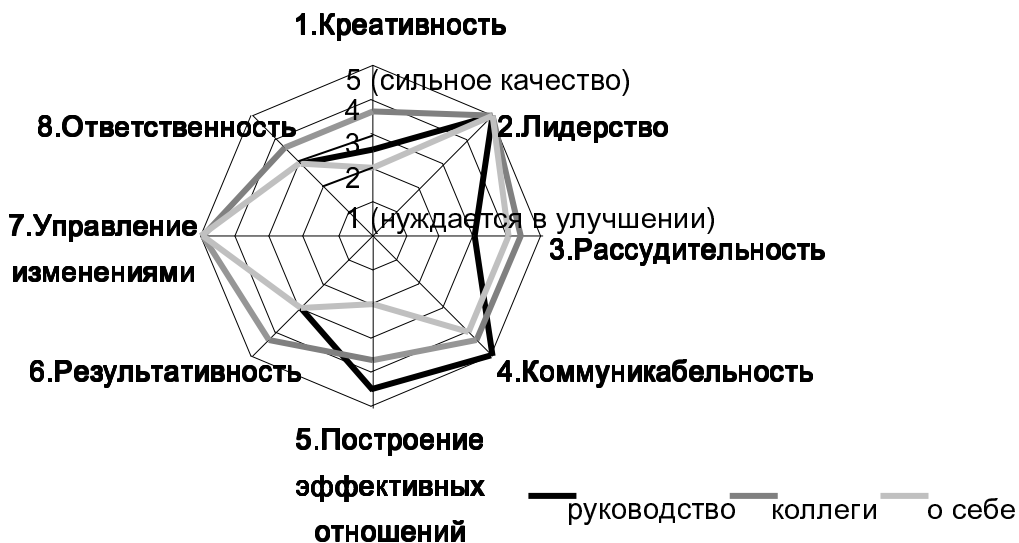 1.Креативность
5 (сильное качество)
4
8.Ответственность
2.Лидерство
3
2
1 (нуждается в улучшении)
7.Управление
изменениями
3.Рассудительность
6.Результативность
4.Коммуникабельность
5.Построение
эффективных
отношений
руководство
коллеги
о себе